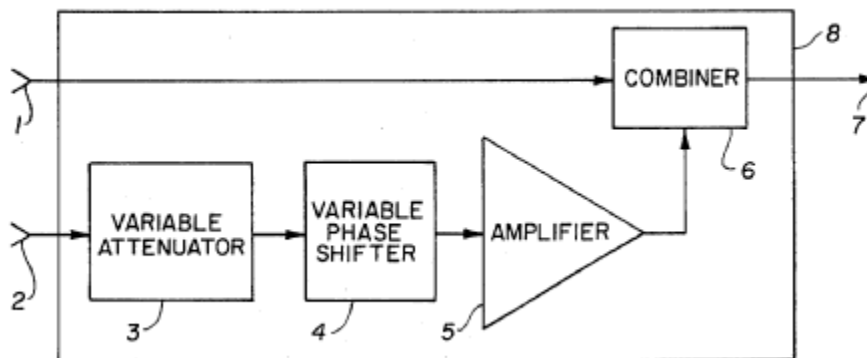 8
COMBINER
1
7
6
VARIABLE
ATTENUATOR
VARIABLE
PHASE
SHIFTER
AMPLIFIER
2
3
4
5